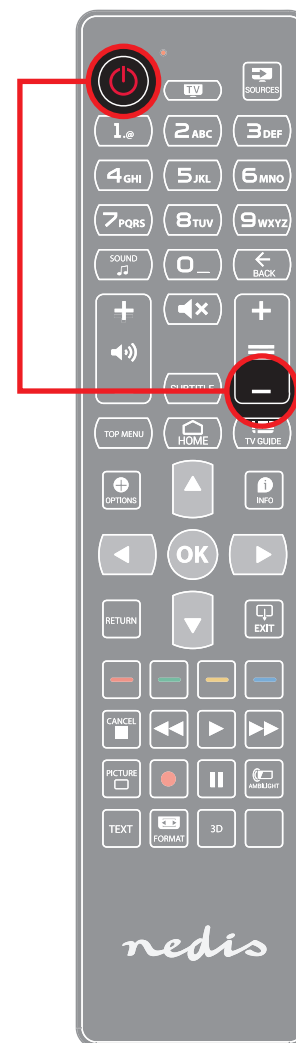 TV
SOURCES
1.@ 2ABC 3DEF
4GHI 5JKL 6MNO
7PQRS 8TUV 9WXYZ
SOUND 0_ BACK
+ +
SUBTITLE –
TOP MENU HOME TV GUIDE
OPTIONS INFO
OK
RETURN EXIT
CANCEL
PICTURE AMBILIGHT
TEXT FORMAT 3D
nedis